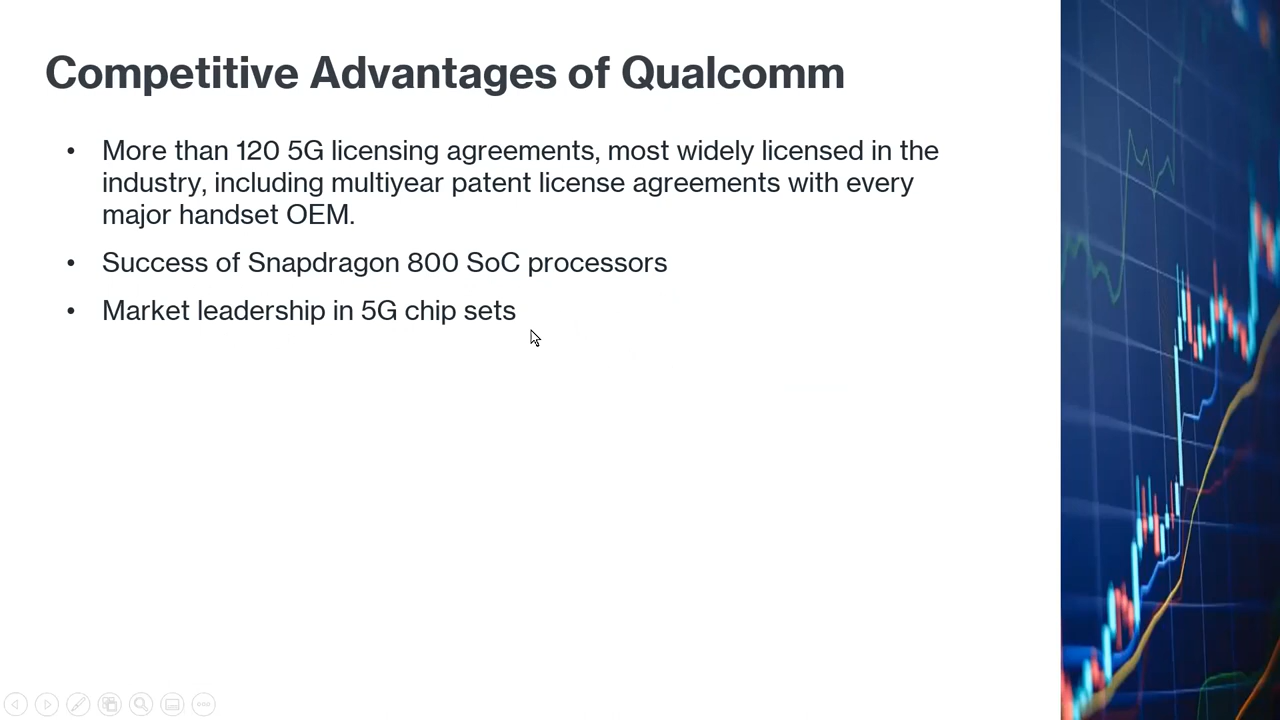 Competitive Advantages of Qualcomm
• More than 120 5G licensing agreements, most widely licensed in the
industry, including multiyear patent license agreements with every
major handset OEM.
• Success of Snapdragon 800 SoC processors
• Market leadership in 5G chip sets